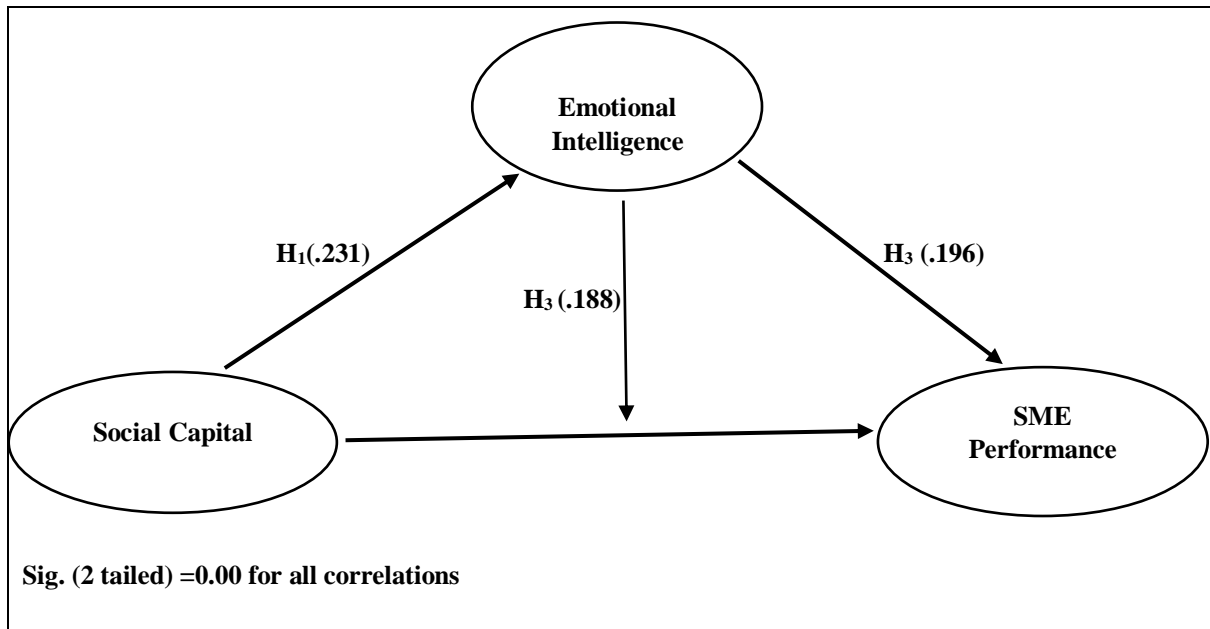 Emotional
Intelligence
H₁(.231)
H₃ (.196)
H₃ (.188)
Social Capital
SME
Performance
Sig. (2 tailed) =0.00 for all correlations